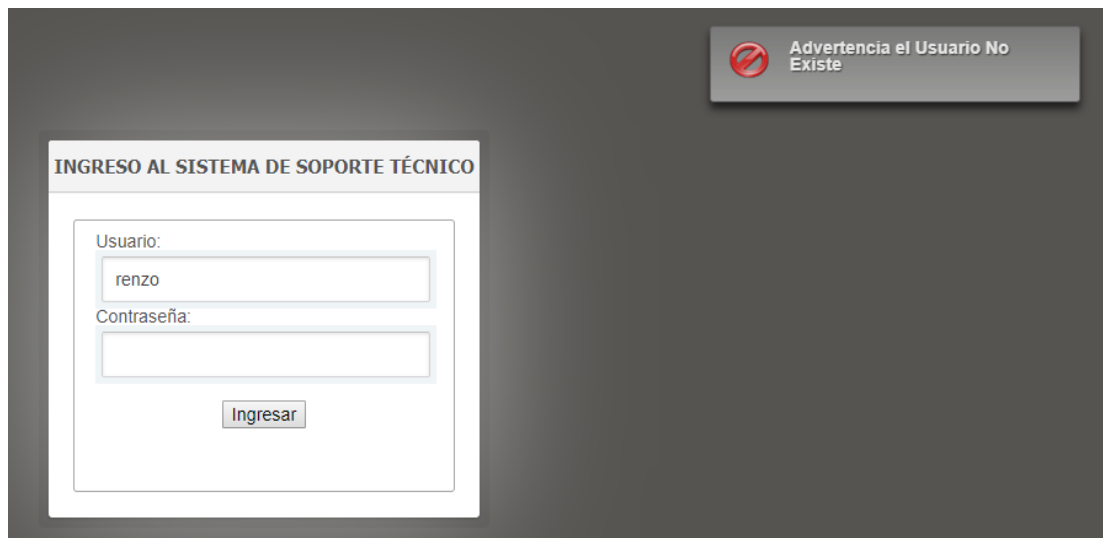 Advertencia el Usuario No
Existe
INGRESO AL SISTEMA DE SOPORTE TÉCNICO
Usuario:
renzo
Contraseña:
Ingresar